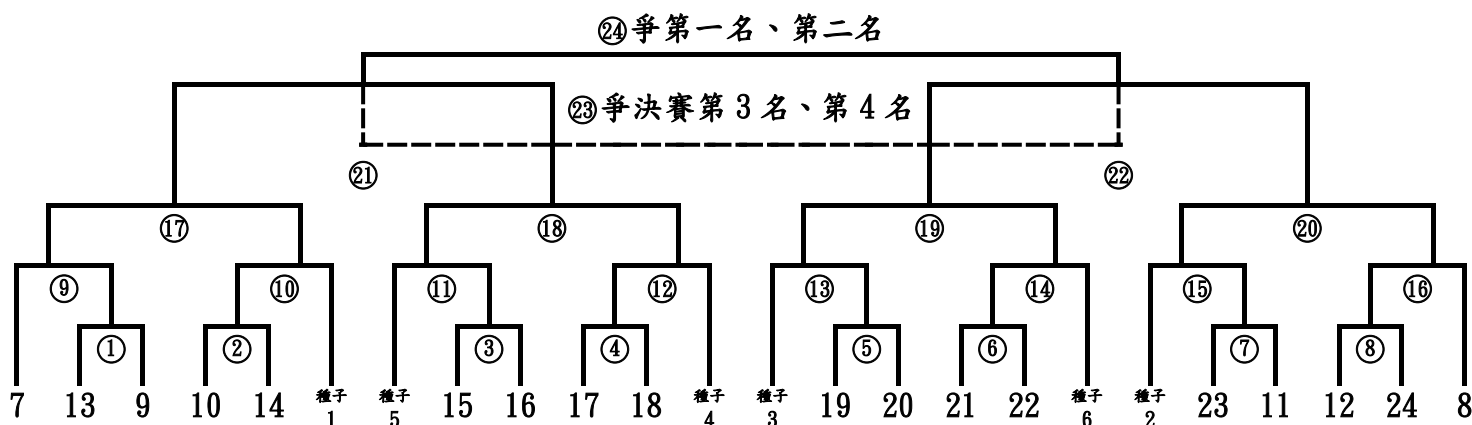 ㉔爭第一名、第二名
㉓爭決賽第 3 名、第 4 名
㉑ ㉒
⑰ ⑱ ⑲ ⑳
⑨ ⑩ ⑪ ⑫ ⑬ ⑭ ⑮ ⑯
① ② ③ ④ ⑤ ⑥ ⑦ ⑧
7 13 9 10 14 種子 1 種子 5 15 16 17 18 種子 4 種子 3 19 20 21 22 種子 6 種子 2 23 11 12 24 8